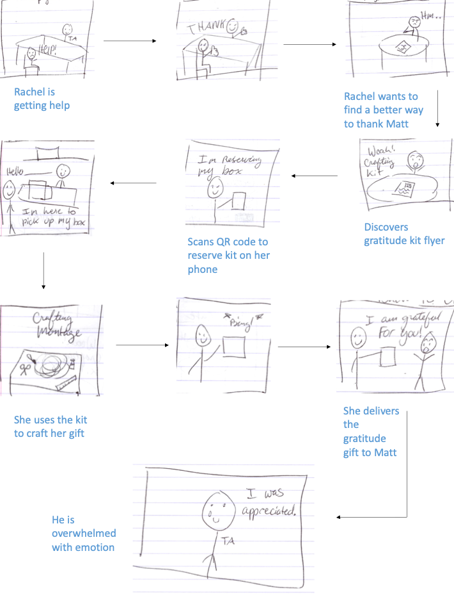 HELP!
TA
THANK
Hm...
Rachel is
getting help
Rachel wants to
find a better way
to thank Matt
Woah!
Crafting
Kit
Discovers
gratitude kit flyer
I'm Reserving
my box
Scans QR code to
reserve kit on her
phone
Hello
I'm here to
pick up my box
Crafting
Montage
She uses the kit
to craft her gift
*Bing!*
I am grateful
For you!
She delivers
the
gratitude
gift to Matt
I was
appreciated.
TA
He is
overwhelmed
with emotion